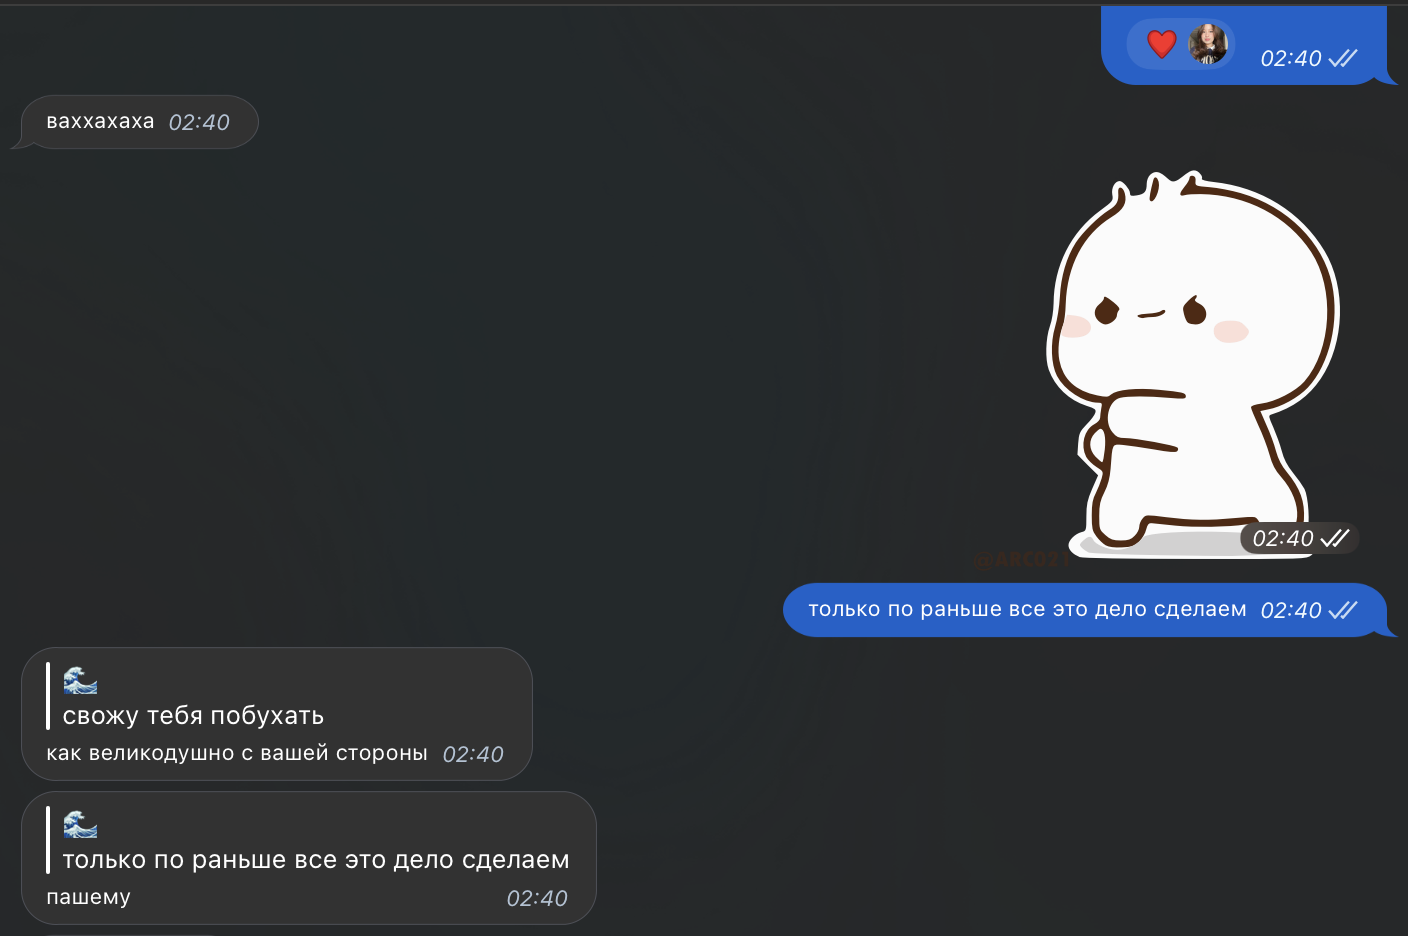 02:40
ваххахаха 02:40
02:40
только по раньше все это дело сделаем 02:40
свожу тебя побухать
как великодушно с вашей стороны 02:40
только по раньше все это дело сделаем
пашему 02:40